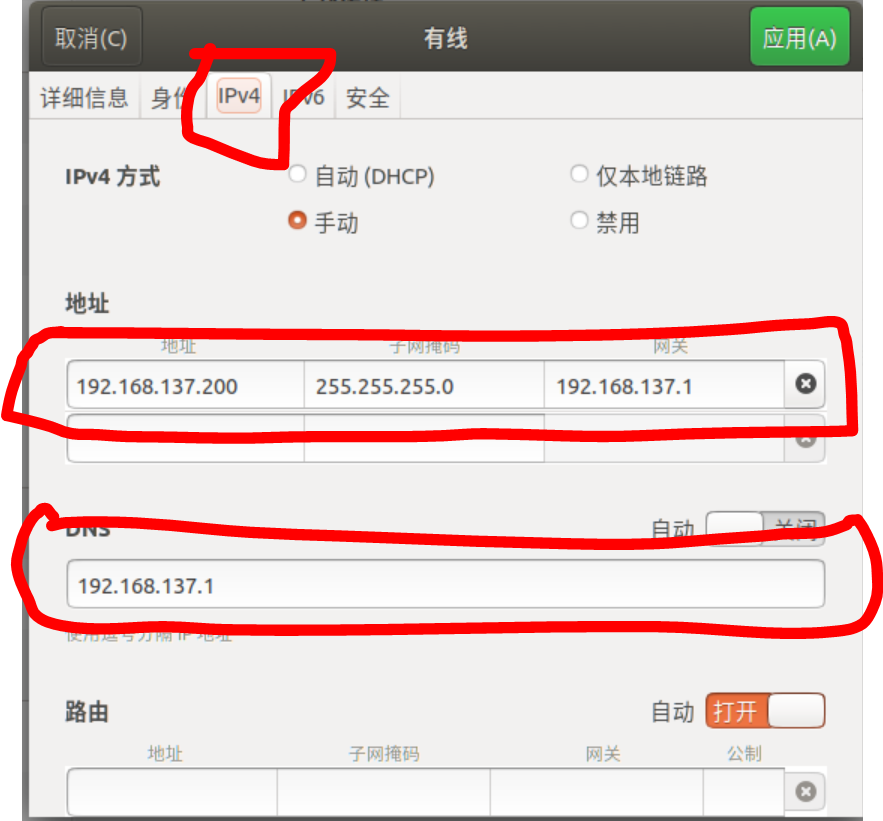 取消(C) 有线 应用(A)
详细信息 身份 IPv4 IPv6 安全
IPv4 方式 自动 (DHCP) 仅本地链路
手动 禁用
地址
地址 子网掩码 网关
192.168.137.200 255.255.255.0 192.168.137.1
DNS 自动 关闭
192.168.137.1
使用逗号分隔 IP 地址
路由 自动 打开
地址 子网掩码 网关 公制